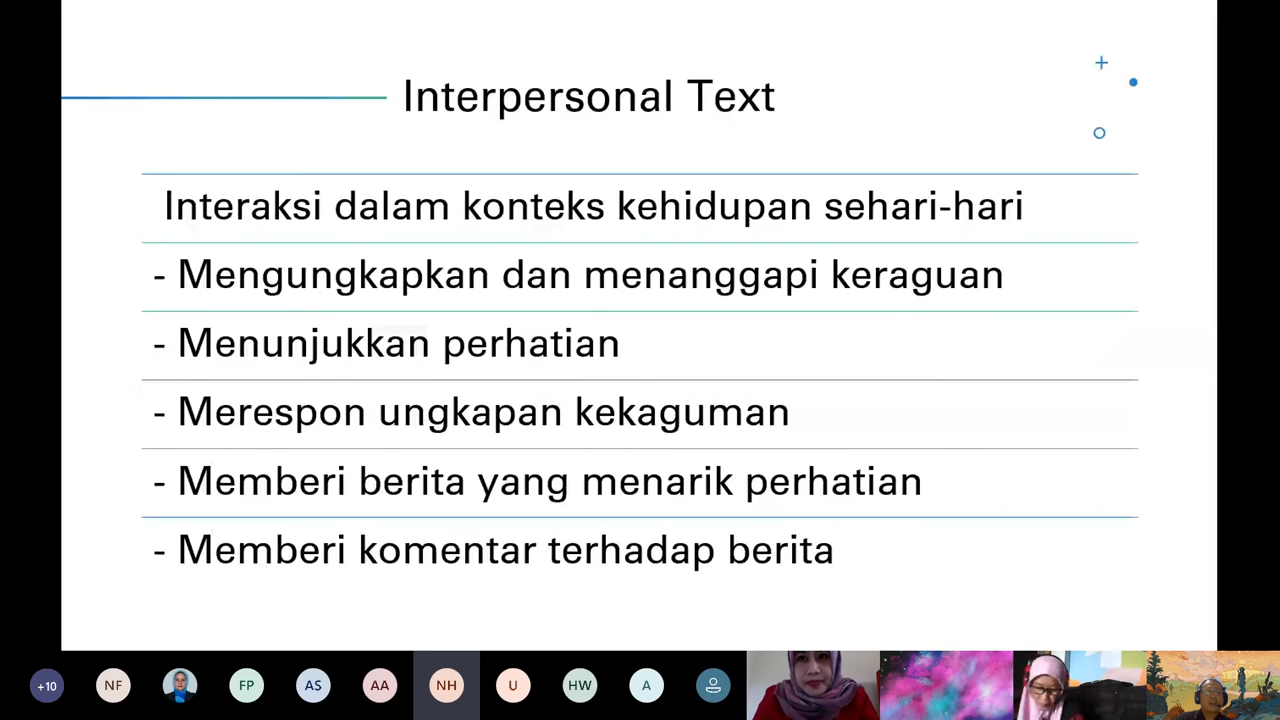 Interpersonal Text
Interaksi dalam konteks kehidupan sehari-hari
- Mengungkapkan dan menanggapi keraguan
- Menunjukkan perhatian
- Merespon ungkapan kekaguman
- Memberi berita yang menarik perhatian
- Memberi komentar terhadap berita
+10 NF FP AS AA NH U HW A